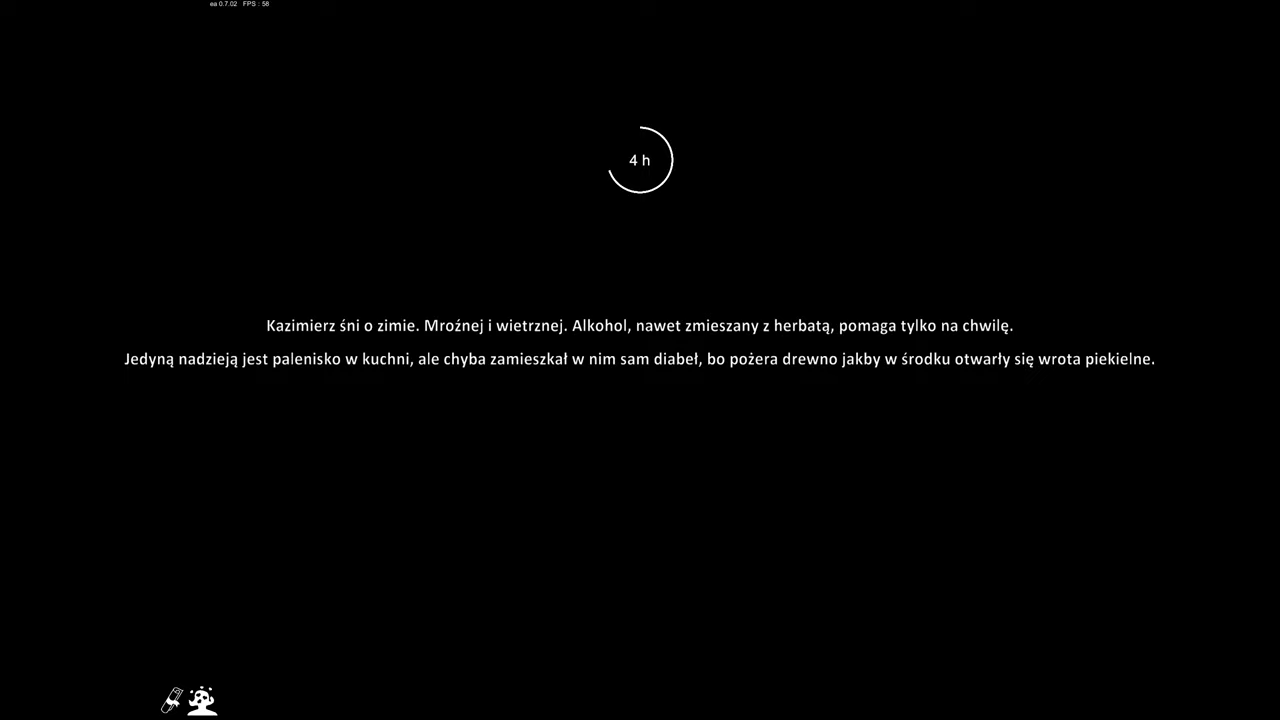 ea 0.7.02 FPS : 58
4 h
Kazimierz śni o zimie. Mroźnej i wietrznej. Alkohol, nawet zmieszany z herbatą, pomaga tylko na chwilę.
Jedyną nadzieją jest palenisko w kuchni, ale chyba zamieszkał w nim sam diabeł, bo pożera drewno jakby w środku otwarły się wrota piekielne.